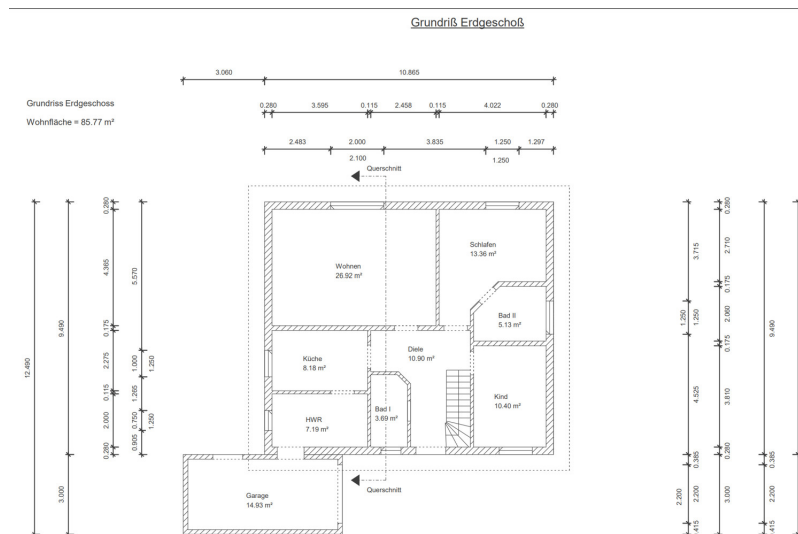 Grundriß Erdgeschoß
3.060
10.865
Grundriss Erdgeschoss
Wohnfläche = 85.77 m²
0.280
3.595
0.115
2.458
0.115
4.022
0.280
2.483
2.000
3.835
1.250
1.297
2.100
1.250
Querschnitt
Wohnen
26.92 m²
Schlafen
13.36 m²
Bad II
5.13 m²
Küche
8.18 m²
Diele
10.90 m²
Kind
10.40 m²
HWR
7.19 m²
Bad I
3.69 m²
Querschnitt
Garage
14.93 m²
12.490
9.490
3.000
0.280
4.365
0.175
2.275
0.115
2.000
0.280
5.570
1.000
1.250
1.265
0.750
1.250
0.905
3.715
1.250
1.250
4.525
0.385
2.200
2.200
.415
0.280
2.710
0.175
2.060
0.175
3.810
0.280
3.000
9.490
0.385
2.200
.415